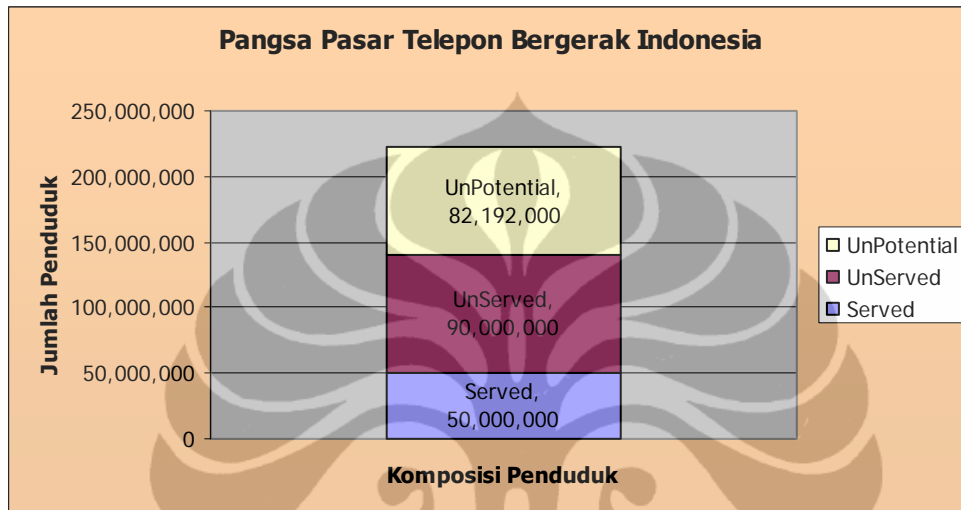 Pangsa Pasar Telepon Bergerak Indonesia
250,000,000
200,000,000
150,000,000
100,000,000
50,000,000
0
Jumlah Penduduk
UnPotential,
82,192,000
UnServed,
90,000,000
Served,
50,000,000
Komposisi Penduduk
UnPotential
UnServed
Served